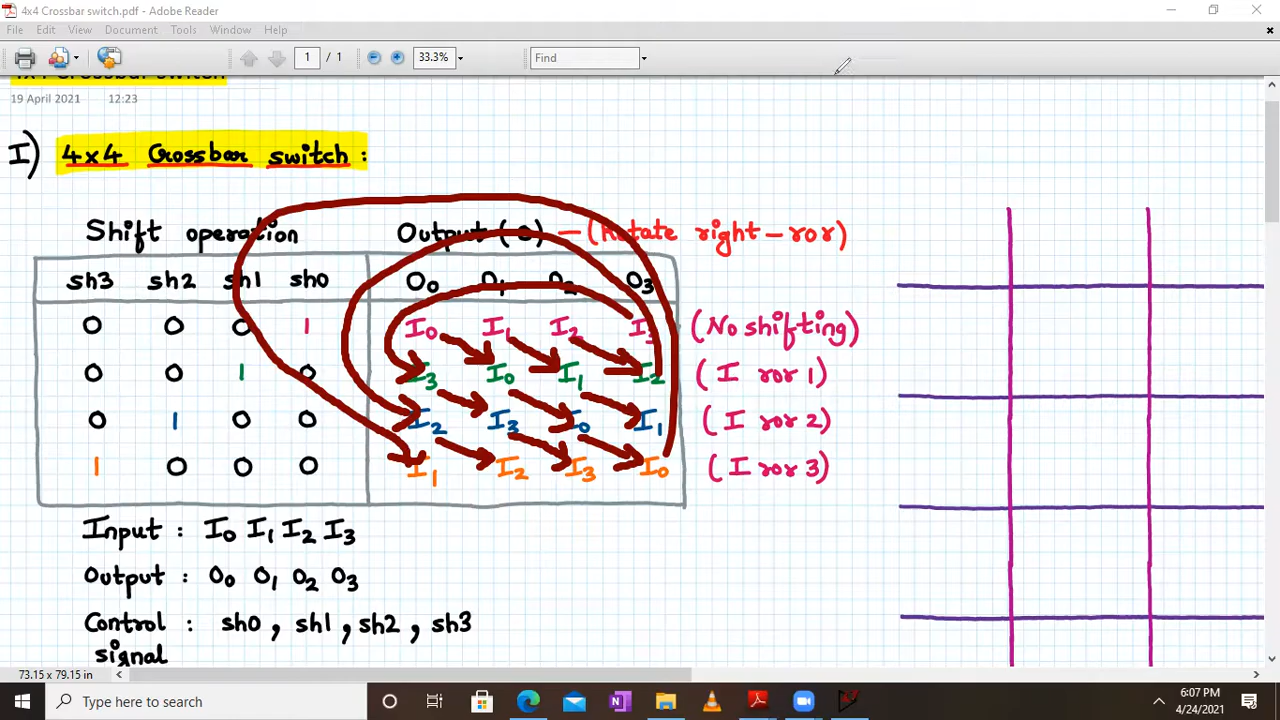 4x4 Crossbar switch.pdf - Adobe Reader
File Edit View Document Tools Window Help
1 / 1 33.3% Find
4x4 Crossbar switch
19 April 2021 12:23
I) 4x4 Crossbar switch :
Shift operation Output (O) - (Rotate right - ror)
sh3 sh2 sh1 sh0 O0 O1 O2 O3
0 0 0 1 I0 I1 I2 I3 (No shifting)
0 0 1 0 I3 I0 I1 I2 (I ror 1)
0 1 0 0 I2 I3 I0 I1 (I ror 2)
1 0 0 0 I1 I2 I3 I0 (I ror 3)
Input : I0 I1 I2 I3
Output : O0 O1 O2 O3
Control : sh0 , sh1 , sh2 , sh3
signal
73.15 x 79.15 in
Type here to search
6:07 PM
4/24/2021